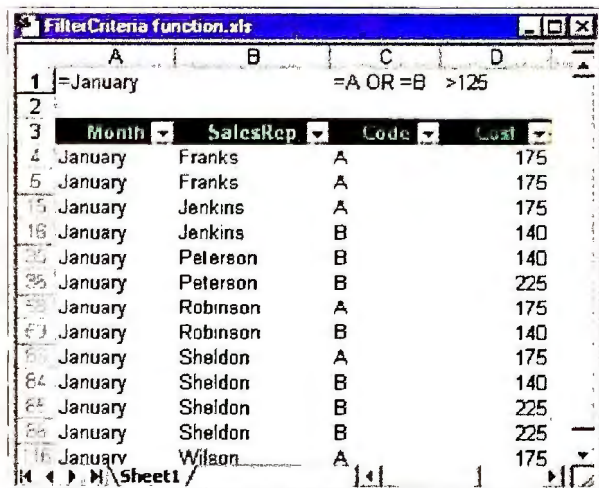 FilterCriteria function.xls
A B C D
1 =January =A OR =B >125
2
3 Month SalesRep Code Cost
4 January Franks A 175
5 January Franks A 175
15 January Jenkins A 175
16 January Jenkins B 140
January Peterson B 140
January Peterson B 225
January Robinson A 175
January Robinson B 140
January Sheldon A 175
84 January Sheldon B 140
January Sheldon B 225
January Sheldon B 225
January Wilson A 175
Sheet1